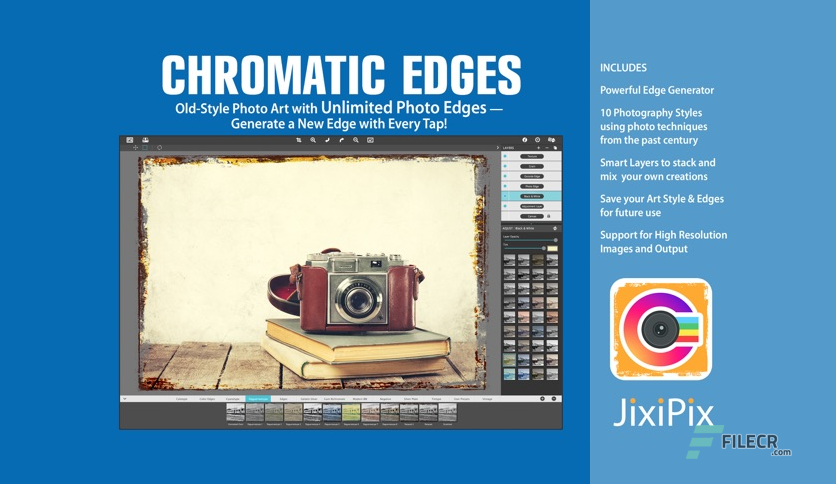 CHROMATIC EDGES
Old-Style Photo Art with Unlimited Photo Edges —
Generate a New Edge with Every Tap!
INCLUDES
Powerful Edge Generator
10 Photography Styles
using photo techniques
from the past century
Smart Layers to stack and
mix your own creations
Save your Art Style & Edges
for future use
Support for High Resolution
Images and Output
JixiPix
FILECR
.com